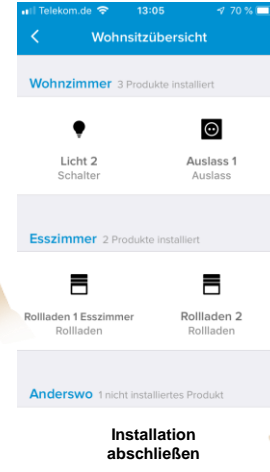 Telekom.de 13:05 70 %
Wohnsitzübersicht
Wohnzimmer 3 Produkte installiert
Licht 2 Auslass 1
Schalter Auslass
Esszimmer 2 Produkte installiert
Rollladen 1 Esszimmer Rollladen 2
Rollladen Rollladen
Anderswo 1 nicht installiertes Produkt
Installation
abschließen